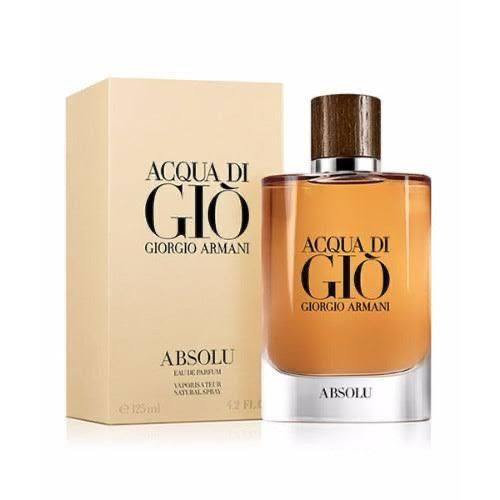 ACQUA DI
GIÒ
GIORGIO ARMANI
ABSOLU
EAU DE PARFUM
VAPORISATEUR
NATURAL SPRAY
℮125 ml 4.2 FL.
ACQUA DI
GIÒ
GIORGIO ARMANI
ABSOLU